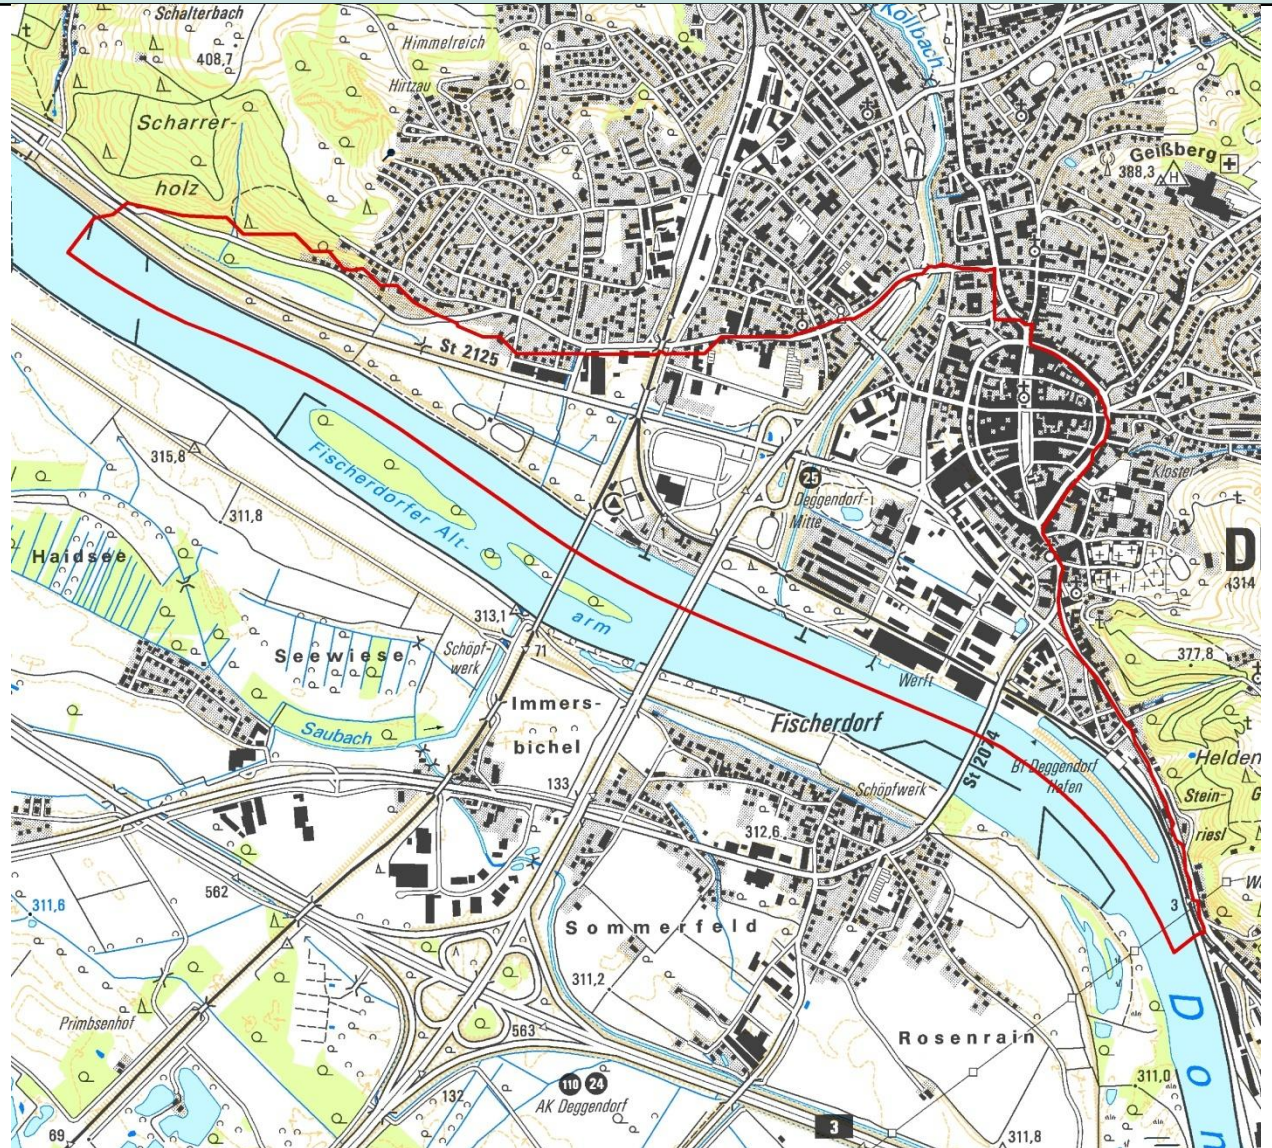 Schalterbach
408,7
Himmelreich
Hirtzau
Kollbach
Scharrer-
holz
Geißberg
388,3
H
St 2125
Kloster
315,8
Fischerdorfer Alt-
arm
25
Deggendorf-
Mitte
311,8
Haidsee
D
313,1
71
Seewiese
Schöpf-
werk
377,8
Immers-
bichel
Werft
Saubach
Fischerdorf
St 2074
Bf Deggendorf
Hafen
Helden
Stein-
riesl
133
Schöpfwerk
312,6
562
311,6
3
Sommerfeld
311,2
563
Primbsenhof
Rosenrain
132
110 24
AK Deggendorf
311,0
3
69
311,8
Don